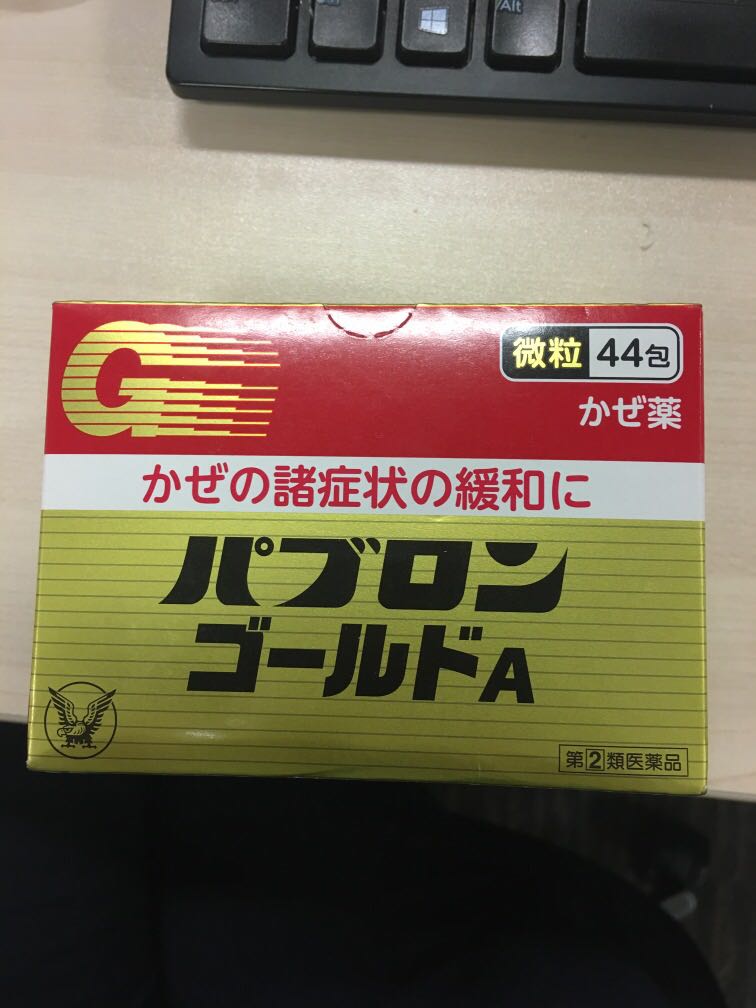 /Alt
G
微粒 44包
かぜ薬
かぜの諸症状の緩和に
パブロン
ゴールドA
第2類医薬品